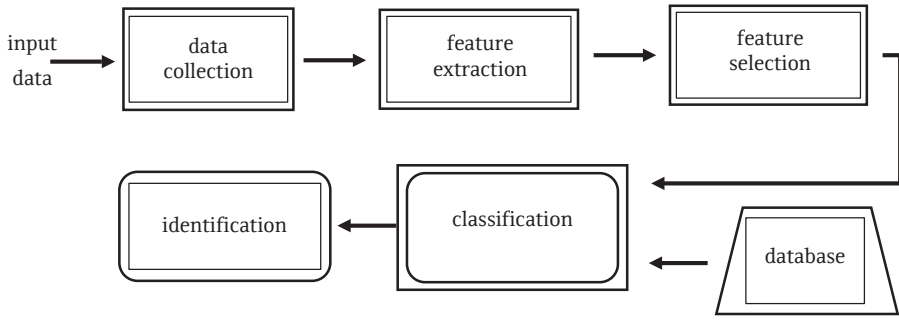 input
data
data
collection
feature
extraction
feature
selection
identification
classification
database